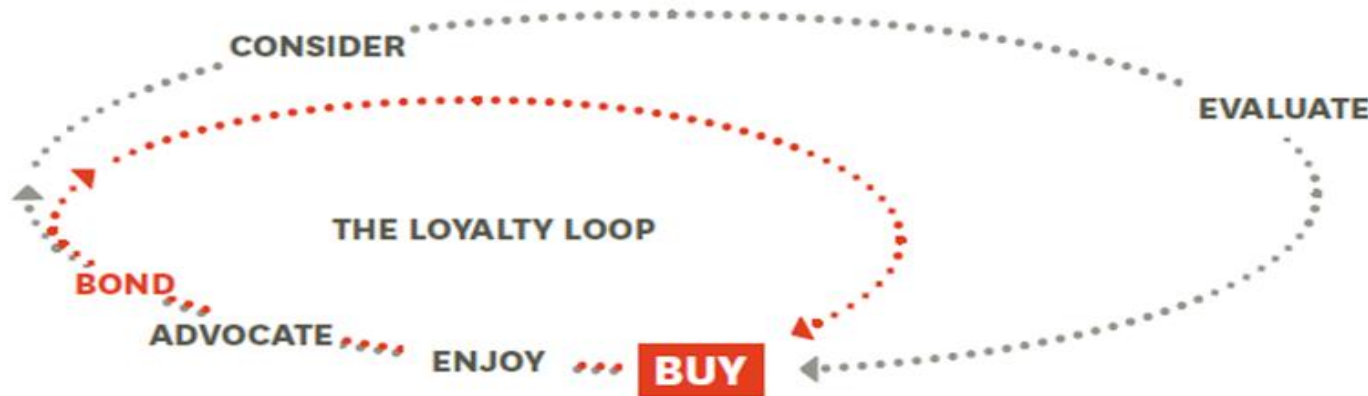 CONSIDER
EVALUATE
THE LOYALTY LOOP
BOND
ADVOCATE
ENJOY
BUY